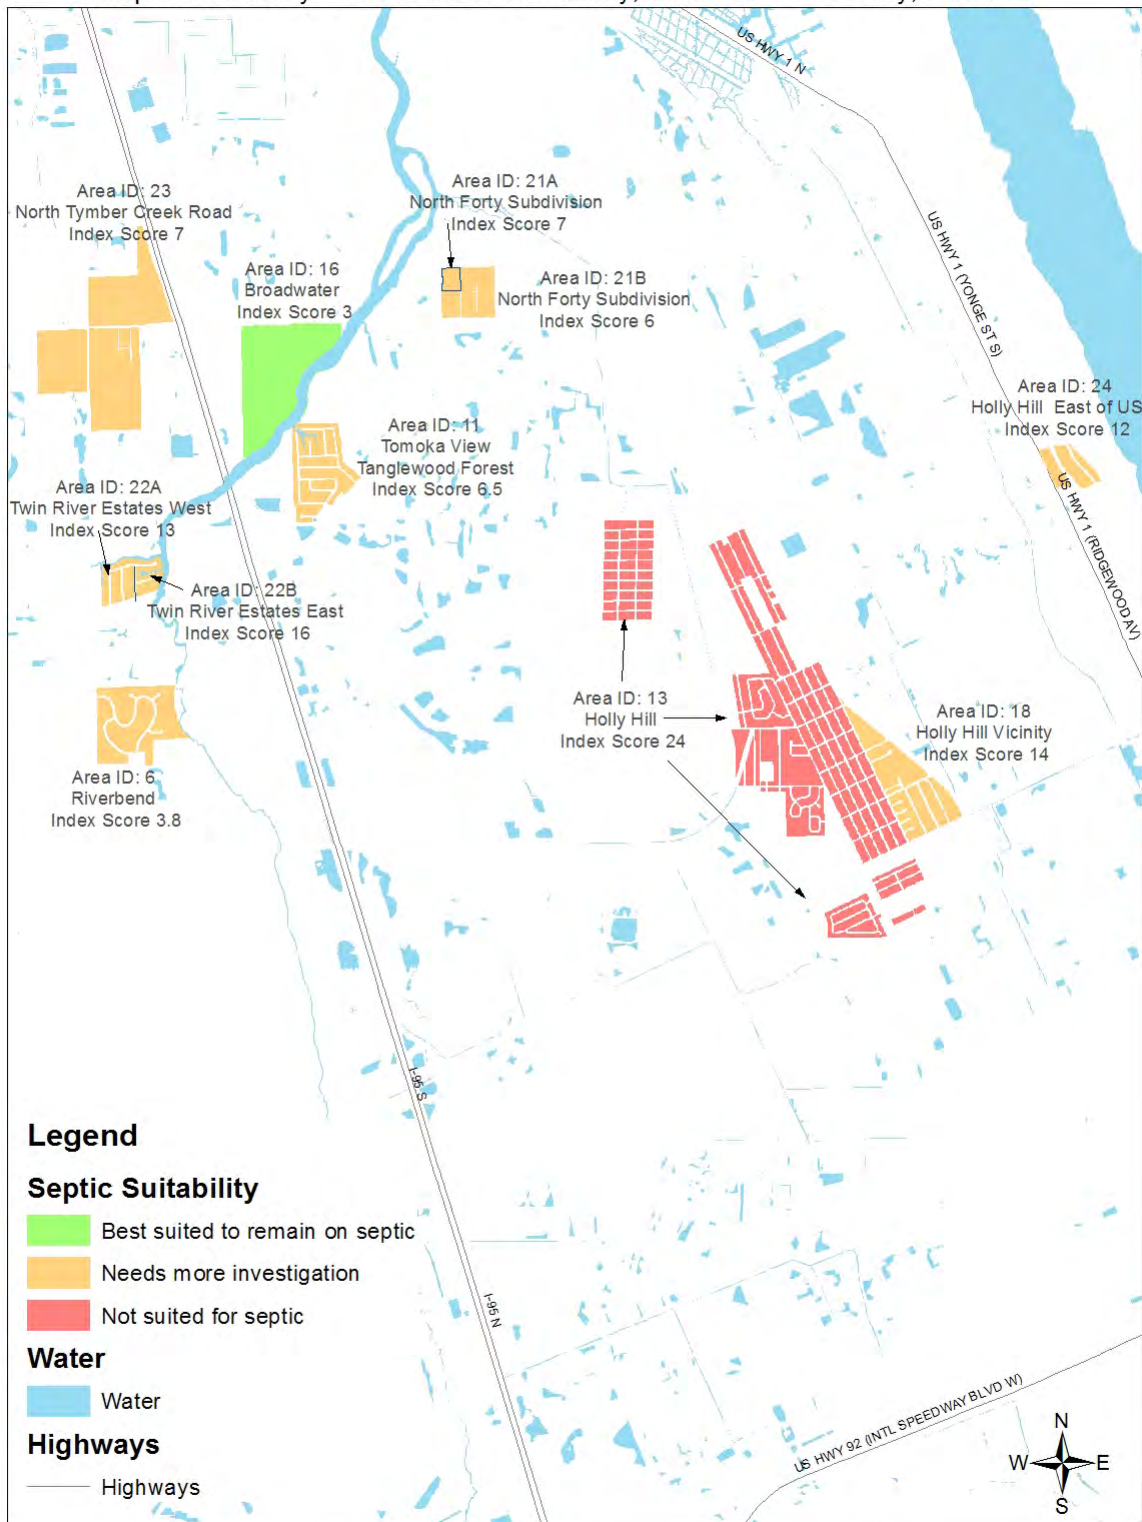 US HWY 1 N
Area ID: 23
North Tymber Creek Road
Index Score 7
Area ID: 21A
North Forty Subdivision
Index Score 7
Area ID: 16
Broadwater
Index Score 3
Area ID: 21B
North Forty Subdivision
Index Score 6
US HWY 1 (YONGE ST S)
Area ID: 24
Holly Hill East of US
Index Score 12
Area ID: 11
Tomoka View
Tanglewood Forest
Index Score 6.5
Area ID: 22A
Twin River Estates West
Index Score 13
US HWY 1 (RIDGEWOOD AV)
Area ID: 22B
Twin River Estates East
Index Score 16
Area ID: 13
Holly Hill
Index Score 24
Area ID: 18
Holly Hill Vicinity
Index Score 14
Area ID: 6
Riverbend
Index Score 3.8
I-95 S
I-95 N
Legend
Septic Suitability
Best suited to remain on septic
Needs more investigation
Not suited for septic
Water
Water
Highways
Highways
US HWY 92 (INTL SPEEDWAY BLVD W)
N
W
E
S